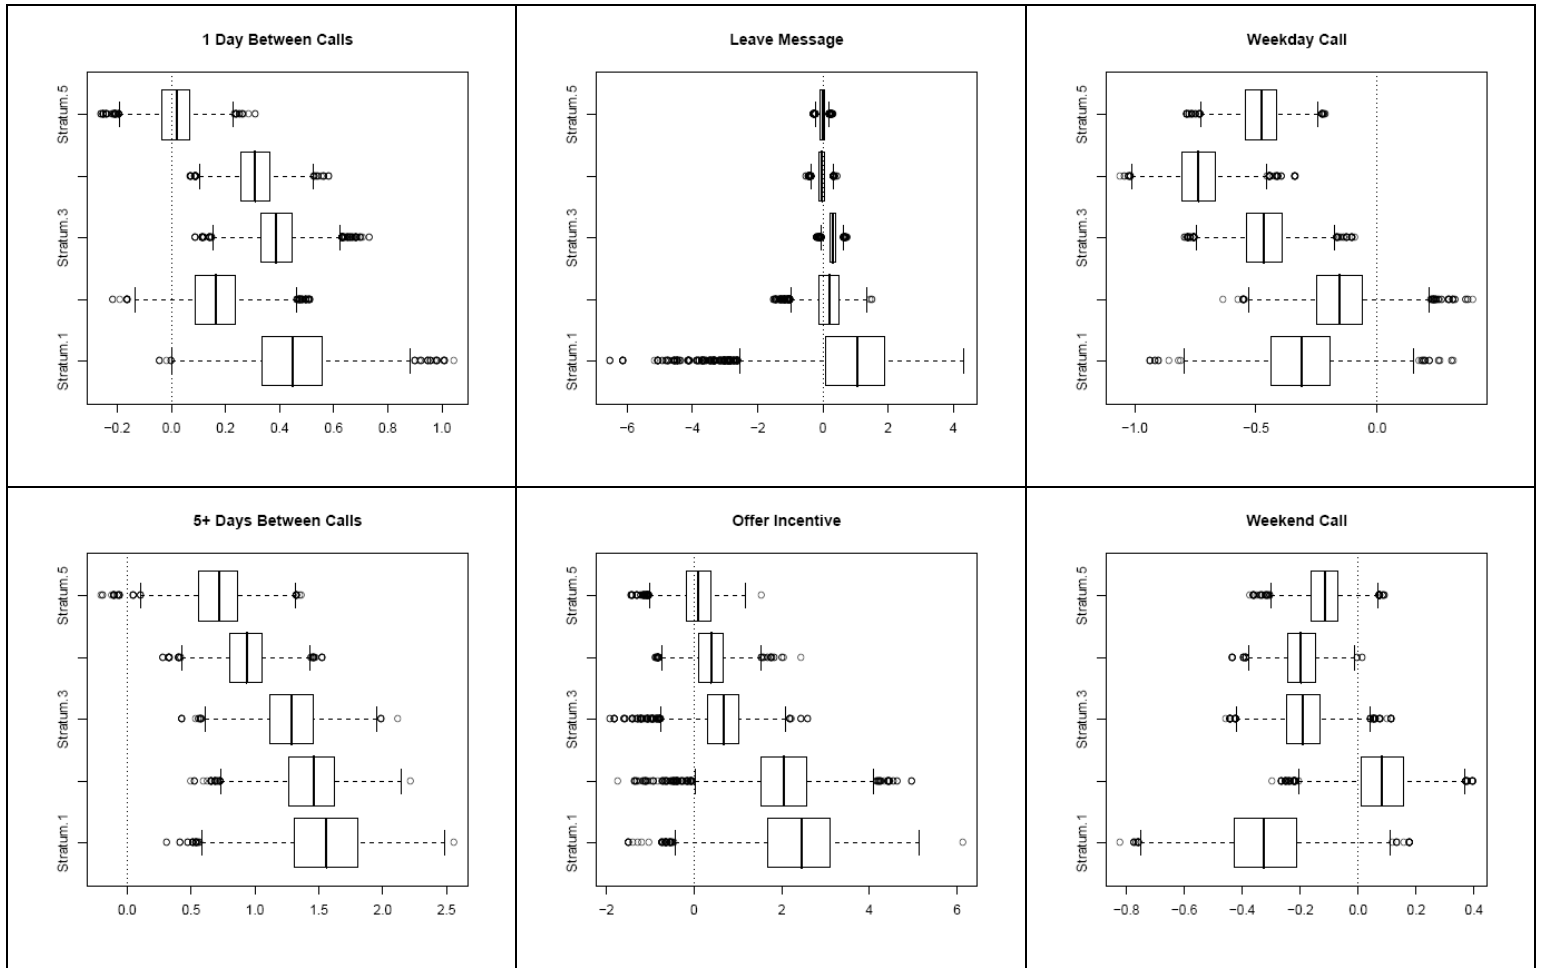 1 Day Between Calls
Stratum.5
Stratum.3
Stratum.1
−0.2 0.0 0.2 0.4 0.6 0.8 1.0
Leave Message
Stratum.5
Stratum.3
Stratum.1
−6 −4 −2 0 2 4
Weekday Call
Stratum.5
Stratum.3
Stratum.1
−1.0 −0.5 0.0
5+ Days Between Calls
Stratum.5
Stratum.3
Stratum.1
0.0 0.5 1.0 1.5 2.0 2.5
Offer Incentive
Stratum.5
Stratum.3
Stratum.1
−2 0 2 4 6
Weekend Call
Stratum.5
Stratum.3
Stratum.1
−0.8 −0.6 −0.4 −0.2 0.0 0.2 0.4